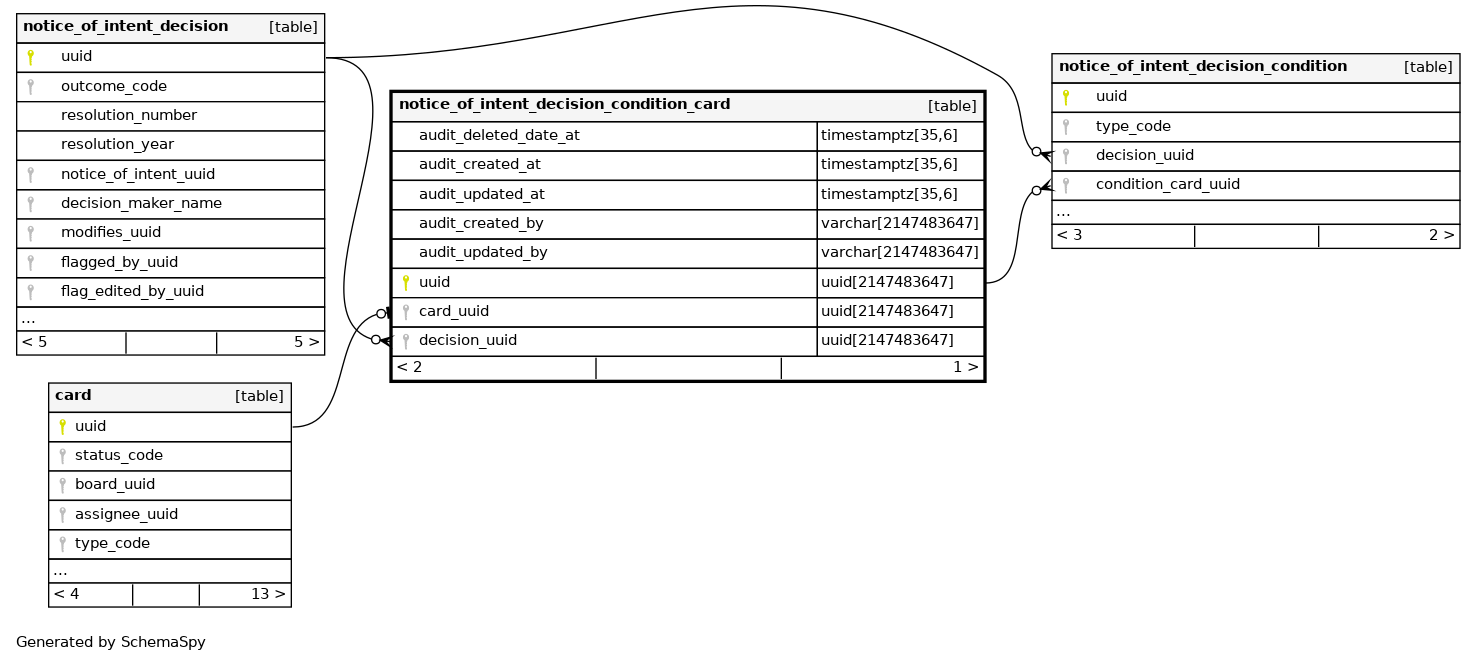 notice_of_intent_decision [table]
uuid
outcome_code
resolution_number
resolution_year
notice_of_intent_uuid
decision_maker_name
modifies_uuid
flagged_by_uuid
flag_edited_by_uuid
...
< 5 5 >
card [table]
uuid
status_code
board_uuid
assignee_uuid
type_code
...
< 4 13 >
notice_of_intent_decision_condition_card [table]
audit_deleted_date_at timestamptz[35,6]
audit_created_at timestamptz[35,6]
audit_updated_at timestamptz[35,6]
audit_created_by varchar[2147483647]
audit_updated_by varchar[2147483647]
uuid uuid[2147483647]
card_uuid uuid[2147483647]
decision_uuid uuid[2147483647]
< 2 1 >
notice_of_intent_decision_condition [table]
uuid
type_code
decision_uuid
condition_card_uuid
...
< 3 2 >
Generated by SchemaSpy